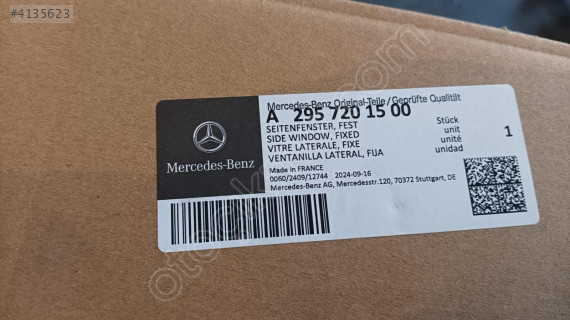 #4135623
Mercedes-Benz Original-Teile/Geprüfte Qualität
A 295 720 15 00
SEITENFENSTER, FEST
SIDE WINDOW, FIXED
VITRE LATERALE, FIXE
VENTANILLA LATERAL, FIJA
Stück
unit
unité
unidad
1
Mercedes-Benz
Made in FRANCE
0060/2409/12744 2024-09-16
Mercedes-Benz AG, Mercedesstr.120, 70372 Stuttgart, DE